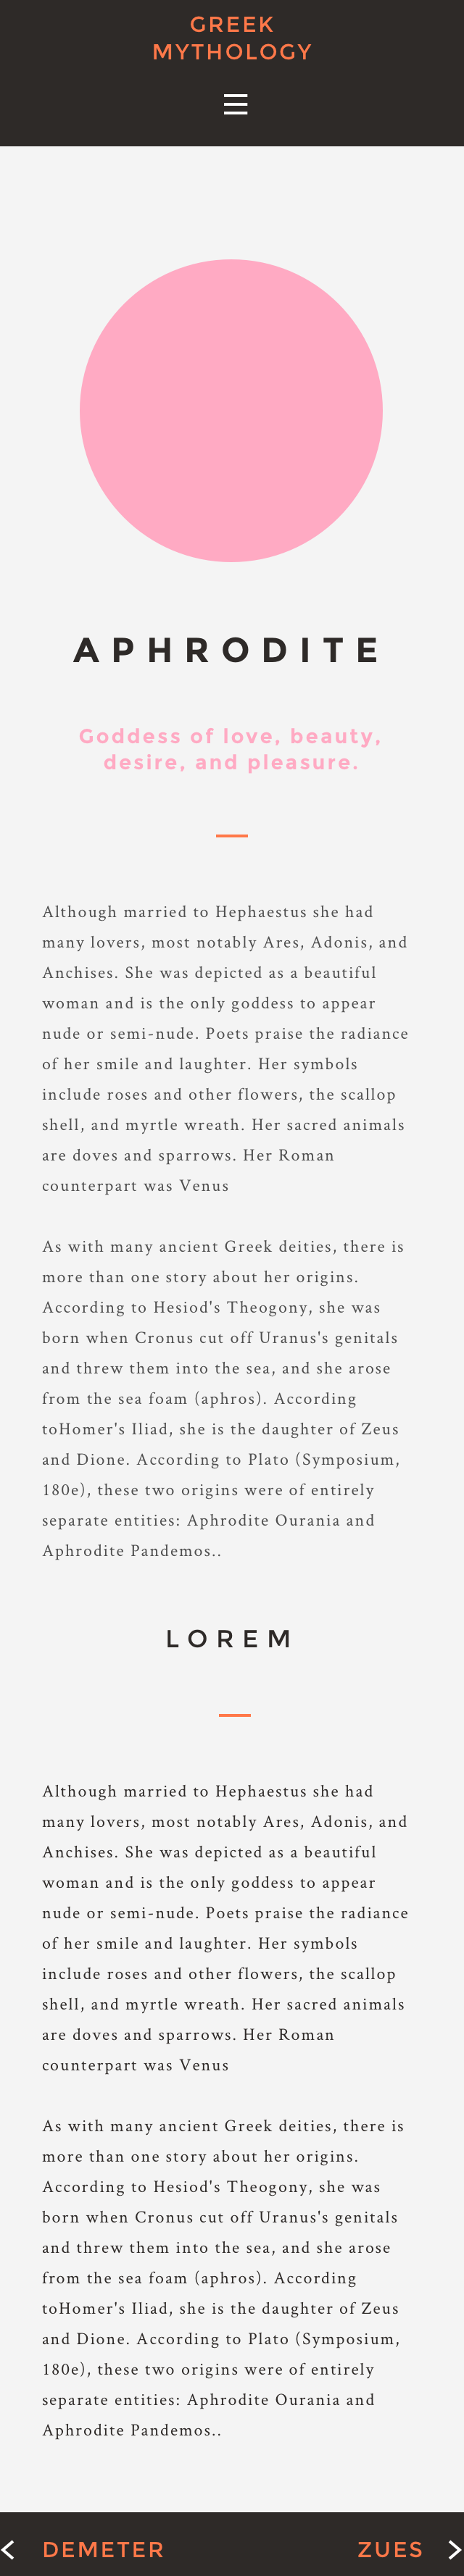 GREEK
MYTHOLOGY
APHRODITE
Goddess of love, beauty,
desire, and pleasure.
Although married to Hephaestus she had
many lovers, most notably Ares, Adonis, and
Anchises. She was depicted as a beautiful
woman and is the only goddess to appear
nude or semi-nude. Poets praise the radiance
of her smile and laughter. Her symbols
include roses and other flowers, the scallop
shell, and myrtle wreath. Her sacred animals
are doves and sparrows. Her Roman
counterpart was Venus
As with many ancient Greek deities, there is
more than one story about her origins.
According to Hesiod's Theogony, she was
born when Cronus cut off Uranus's genitals
and threw them into the sea, and she arose
from the sea foam (aphros). According
toHomer's Iliad, she is the daughter of Zeus
and Dione. According to Plato (Symposium,
180e), these two origins were of entirely
separate entities: Aphrodite Ourania and
Aphrodite Pandemos..
LOREM
Although married to Hephaestus she had
many lovers, most notably Ares, Adonis, and
Anchises. She was depicted as a beautiful
woman and is the only goddess to appear
nude or semi-nude. Poets praise the radiance
of her smile and laughter. Her symbols
include roses and other flowers, the scallop
shell, and myrtle wreath. Her sacred animals
are doves and sparrows. Her Roman
counterpart was Venus
As with many ancient Greek deities, there is
more than one story about her origins.
According to Hesiod's Theogony, she was
born when Cronus cut off Uranus's genitals
and threw them into the sea, and she arose
from the sea foam (aphros). According
toHomer's Iliad, she is the daughter of Zeus
and Dione. According to Plato (Symposium,
180e), these two origins were of entirely
separate entities: Aphrodite Ourania and
Aphrodite Pandemos..
DEMETER ZUES